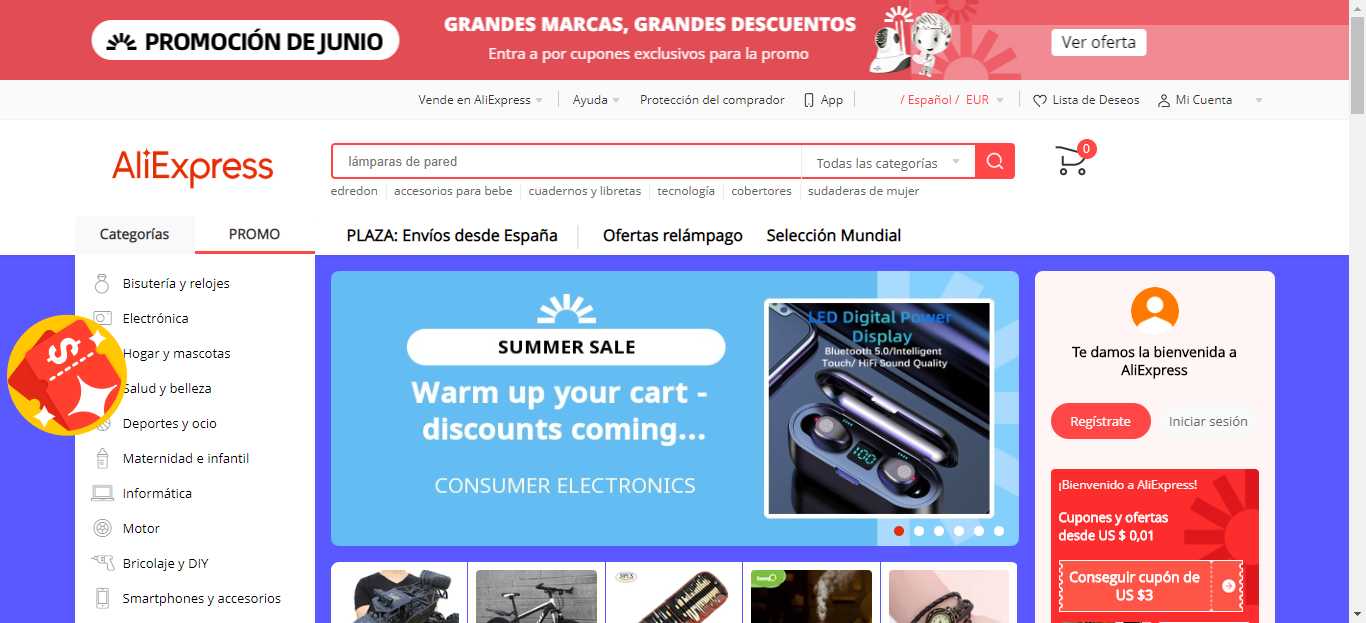 PROMOCIÓN DE JUNIO
GRANDES MARCAS, GRANDES DESCUENTOS
Entra a por cupones exclusivos para la promo
Ver oferta
Vende en AliExpress
Ayuda
Protección del comprador
App
/ Español / EUR
Lista de Deseos
Mi Cuenta
AliExpress
lámparas de pared
Todas las categorías
0
edredon
accesorios para bebe
cuadernos y libretas
tecnología
cobertores
sudaderas de mujer
Categorías
PROMO
PLAZA: Envíos desde España
Ofertas relámpago
Selección Mundial
Bisutería y relojes
Electrónica
Hogar y mascotas
Salud y belleza
Deportes y ocio
Maternidad e infantil
Informática
Motor
Bricolaje y DIY
Smartphones y accesorios
$
SUMMER SALE
Warm up your cart -
discounts coming...
CONSUMER ELECTRONICS
LED Digital Power
Display
Bluetooth 5.0/Intelligent
Touch/ HiFi Sound Quality
100
Te damos la bienvenida a
AliExpress
Regístrate
Iniciar sesión
¡Bienvenido a AliExpress!
Cupones y ofertas
desde US $ 0,01
Conseguir cupón de
US $3
30PCS